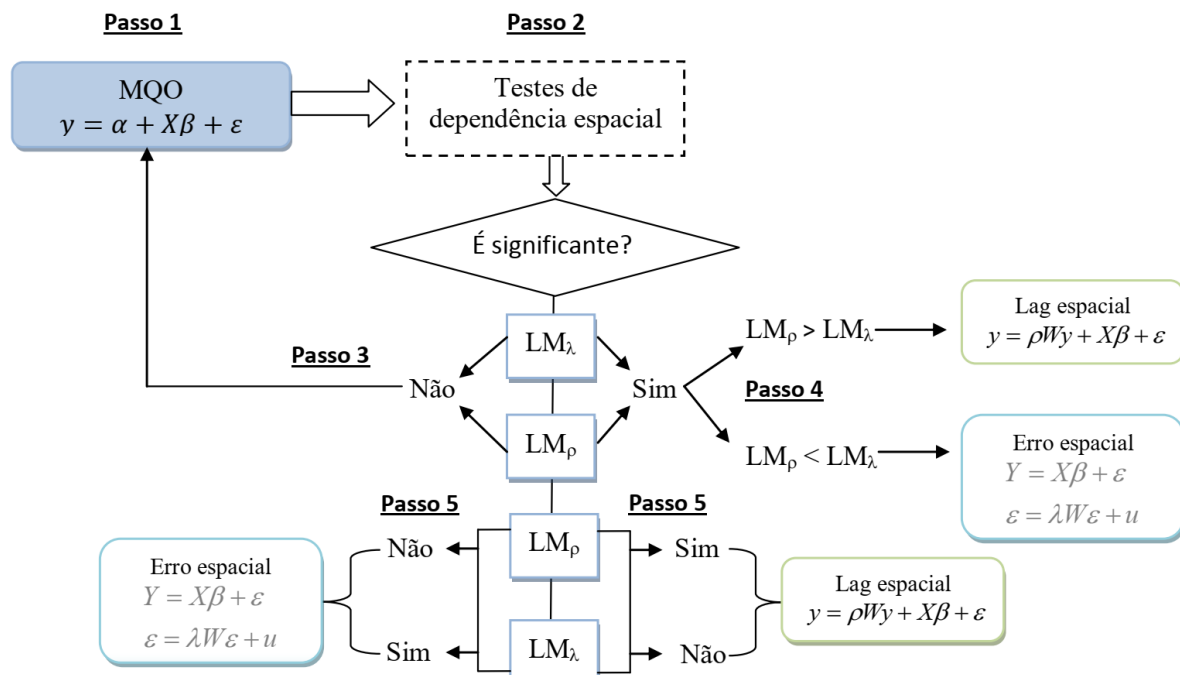 Passo 1
Passo 2
MQO
y = α + Xβ + ε
Testes de
dependência espacial
É significante?
LMλ
LMρ
Passo 3
Não
Sim
LMρ > LMλ
Passo 4
LMρ < LMλ
Lag espacial
y = ρWy + Xβ + ε
Erro espacial
Y = Xβ + ε
ε = λWε + u
Passo 5
Passo 5
LMρ
LMλ
Não
Sim
Erro espacial
Y = Xβ + ε
ε = λWε + u
Sim
Não
Lag espacial
y = ρWy + Xβ + ε